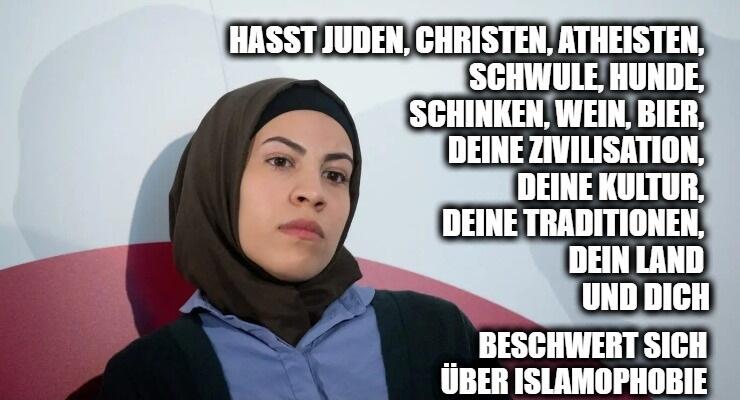 HASST JUDEN, CHRISTEN, ATHEISTEN,
SCHWULE, HUNDE,
SCHINKEN, WEIN, BIER,
DEINE ZIVILISATION,
DEINE KULTUR,
DEINE TRADITIONEN,
DEIN LAND
UND DICH
BESCHWERT SICH
ÜBER ISLAMOPHOBIE